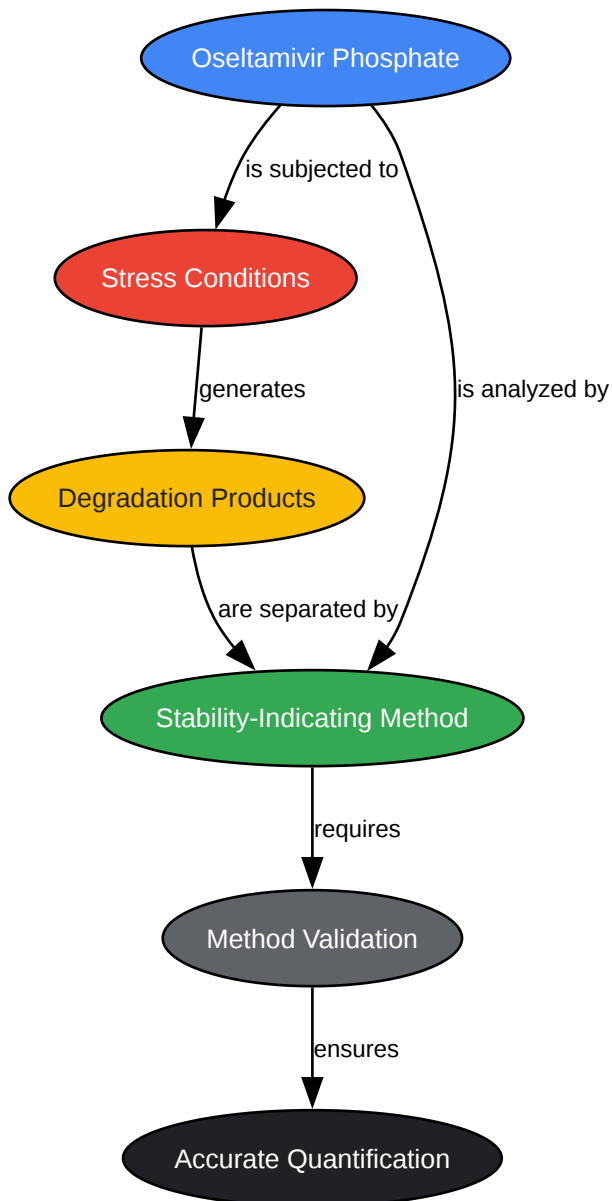 Oseltamivir Phosphate
is subjected to
Stress Conditions
generates
is analyzed by
Degradation Products
are separated by
Stability-Indicating Method
requires
Method Validation
ensures
Accurate Quantification